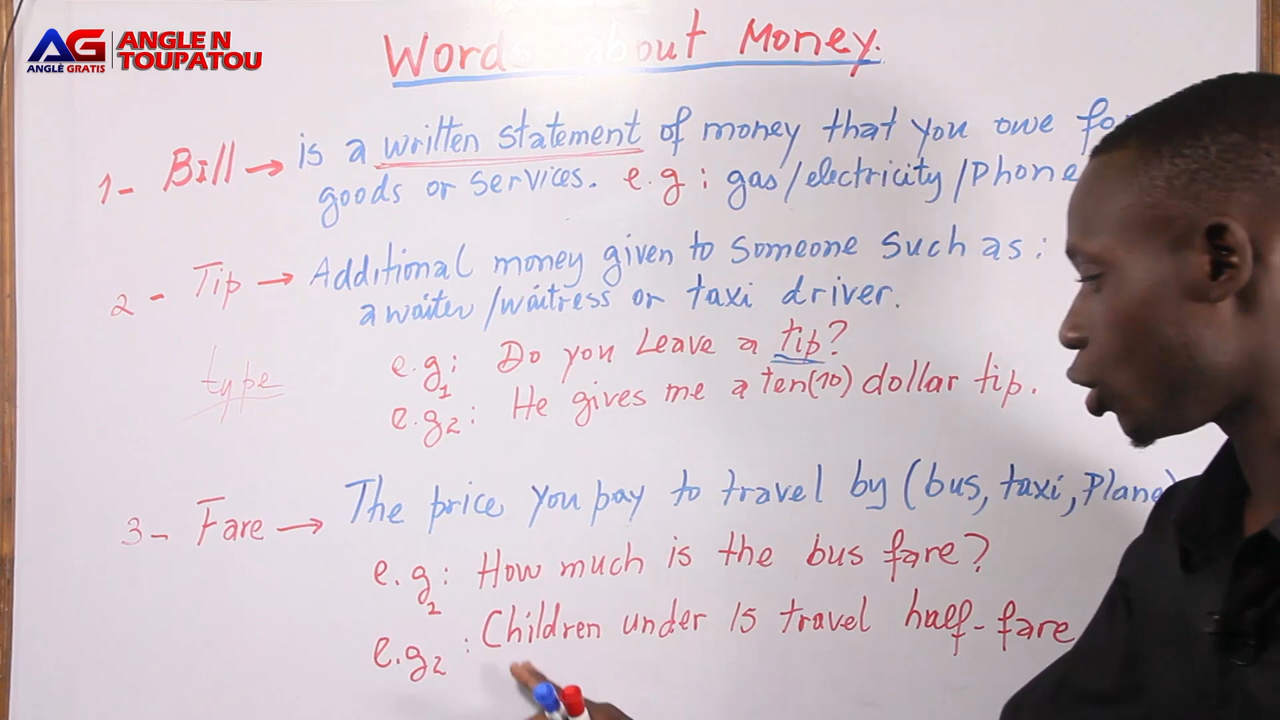 AG ANGLE N
ANGLÈ GRATIS TOUPATOU
Words about Money.
1- Bill → is a written statement of money that you owe fo
goods or services. e.g: gas/electricity/Phone
2- Tip → Additional money given to someone such as:
a waiter/waitress or taxi driver.
type
e.g1: Do you Leave a tip?
e.g2: He gives me a ten(10) dollar tip.
3- Fare → The price you pay to travel by (bus, taxi, Plane)
e.g2: How much is the bus fare?
e.g2: Children under 15 travel half-fare